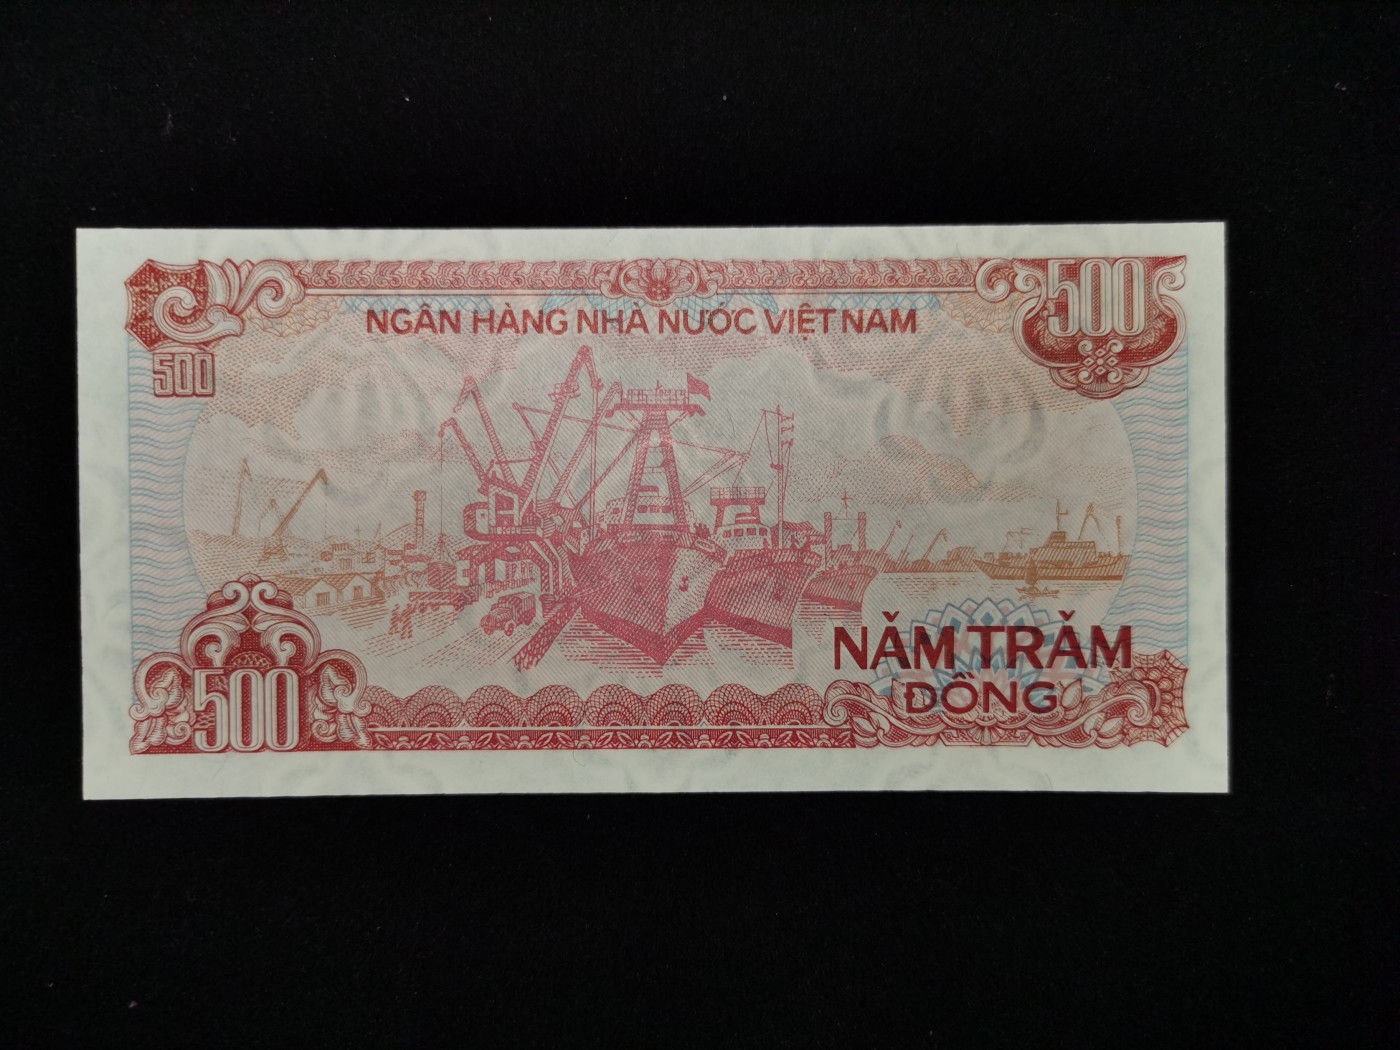 500
NGÂN HÀNG NHÀ NƯỚC VIỆT NAM
500
500
NĂM TRĂM
ĐỒNG